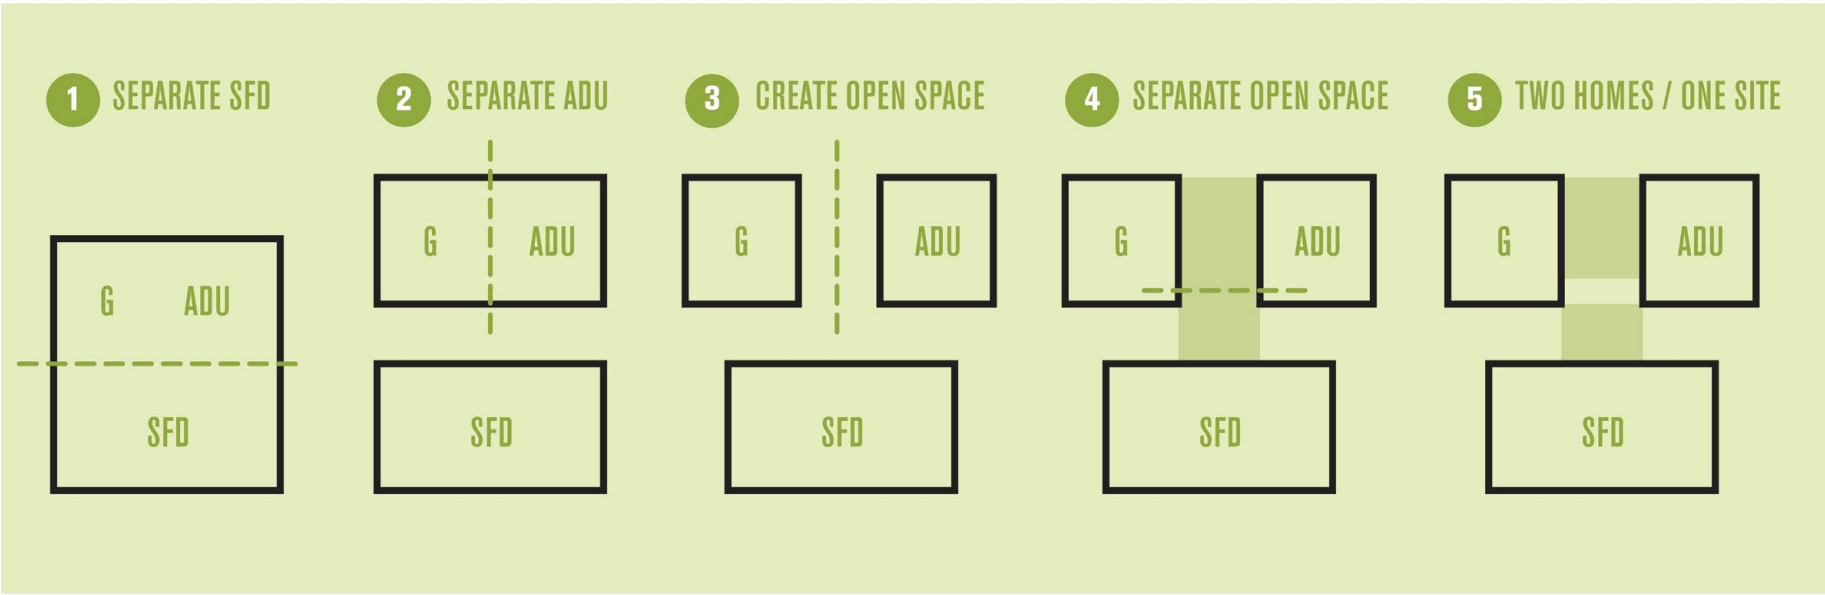 1 SEPARATE SFD
G ADU
SFD
2 SEPARATE ADU
G ADU
SFD
3 CREATE OPEN SPACE
G ADU
SFD
4 SEPARATE OPEN SPACE
G ADU
SFD
5 TWO HOMES / ONE SITE
G ADU
SFD